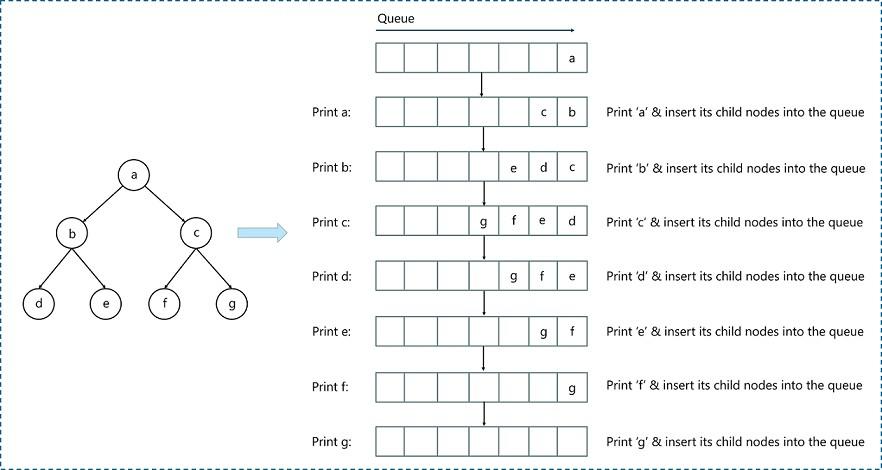 Queue
a
Print a: c b Print ‘a’ & insert its child nodes into the queue
Print b: e d c Print ‘b’ & insert its child nodes into the queue
Print c: g f e d Print ‘c’ & insert its child nodes into the queue
Print d: g f e Print ‘d’ & insert its child nodes into the queue
Print e: g f Print ‘e’ & insert its child nodes into the queue
Print f: g Print ‘f’ & insert its child nodes into the queue
Print g: Print ‘g’ & insert its child nodes into the queue
a
b c
d e f g